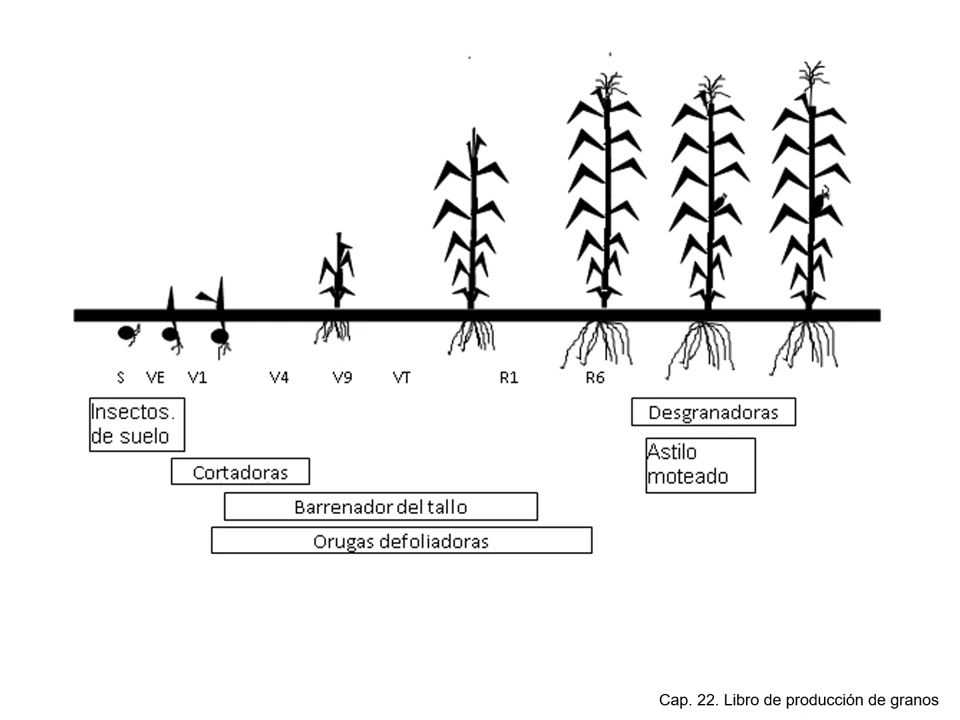 S VE V1 V4 V9 VT R1 R6
Insectos.
de suelo
Desgranadoras
Astilo
moteado
Cortadoras
Barrenador del tallo
Orugas defoliadoras
Cap. 22. Libro de producción de granos